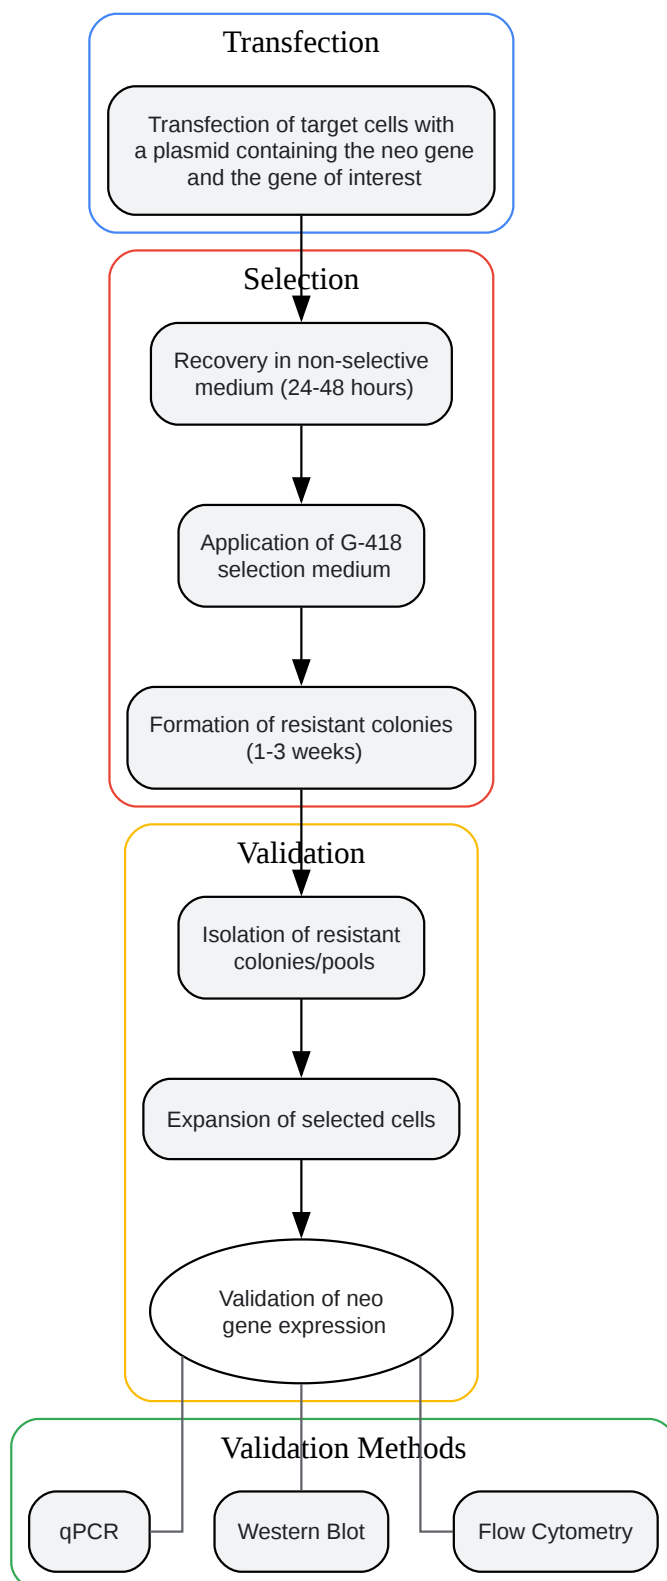 Transfection
Transfection of target cells with
a plasmid containing the neo gene
and the gene of interest
Selection
Recovery in non-selective
medium (24-48 hours)
Application of G-418
selection medium
Formation of resistant colonies
(1-3 weeks)
Validation
Isolation of resistant
colonies/pools
Expansion of selected cells
Validation of neo
gene expression
Validation Methods
qPCR
Western Blot
Flow Cytometry